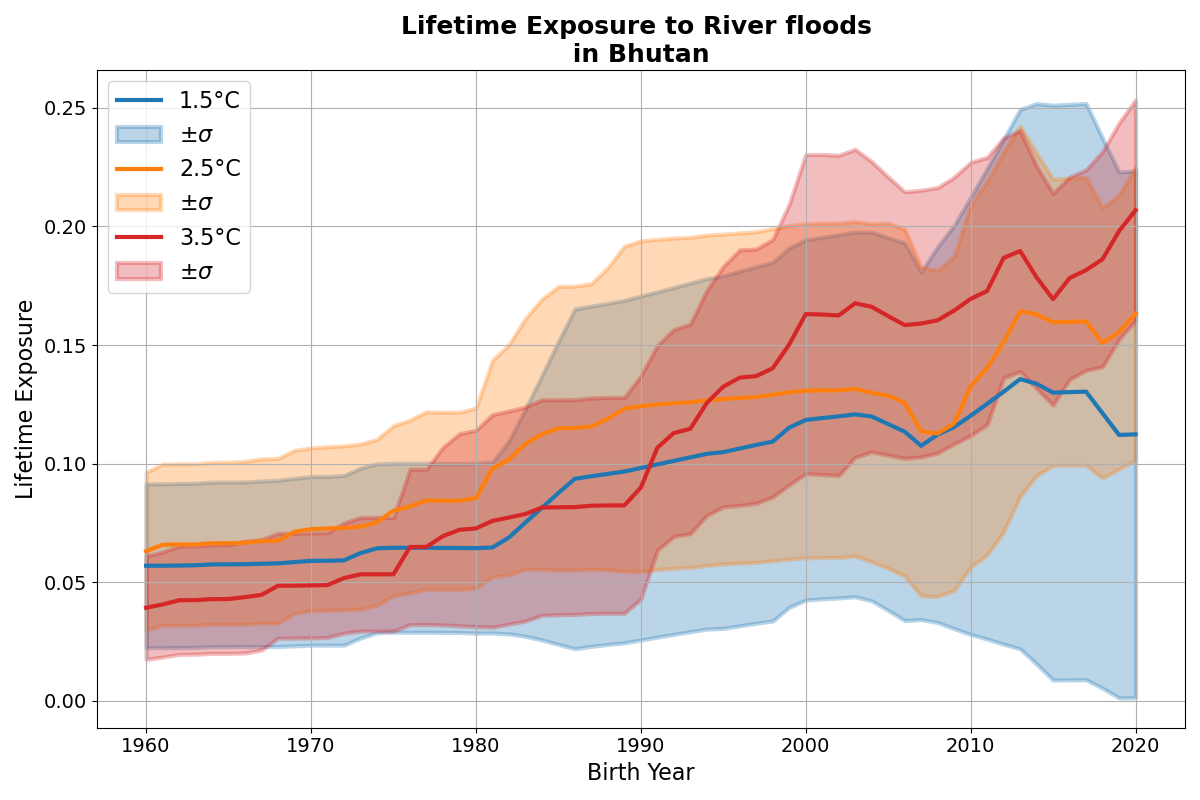 Lifetime Exposure to River floods
in Bhutan
1.5°C
±σ
2.5°C
±σ
3.5°C
±σ
Lifetime Exposure
0.25
0.20
0.15
0.10
0.05
0.00
1960 1970 1980 1990 2000 2010 2020
Birth Year